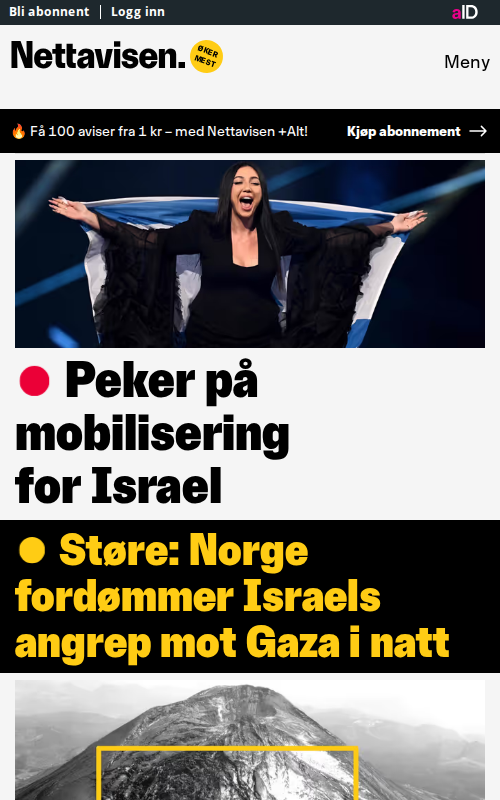 Bli abonnent | Logg inn
aID
Nettavisen.
ØKER
MEST
Meny
🔥 Få 100 aviser fra 1 kr – med Nettavisen +Alt!
Kjøp abonnement →
Peker på
mobilisering
for Israel
Støre: Norge
fordømmer Israels
angrep mot Gaza i natt